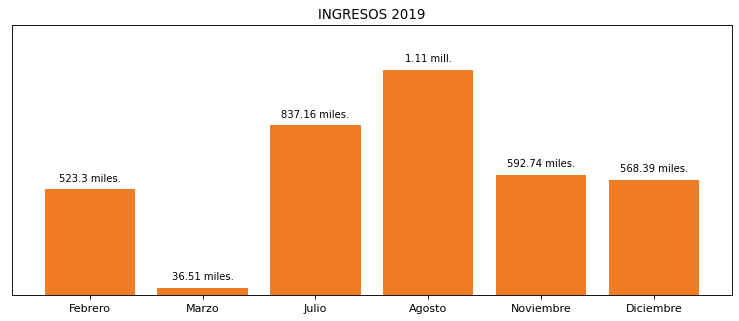 INGRESOS 2019
1.11 mill.
837.16 miles.
592.74 miles.
568.39 miles.
523.3 miles.
36.51 miles.
Febrero Marzo Julio Agosto Noviembre Diciembre